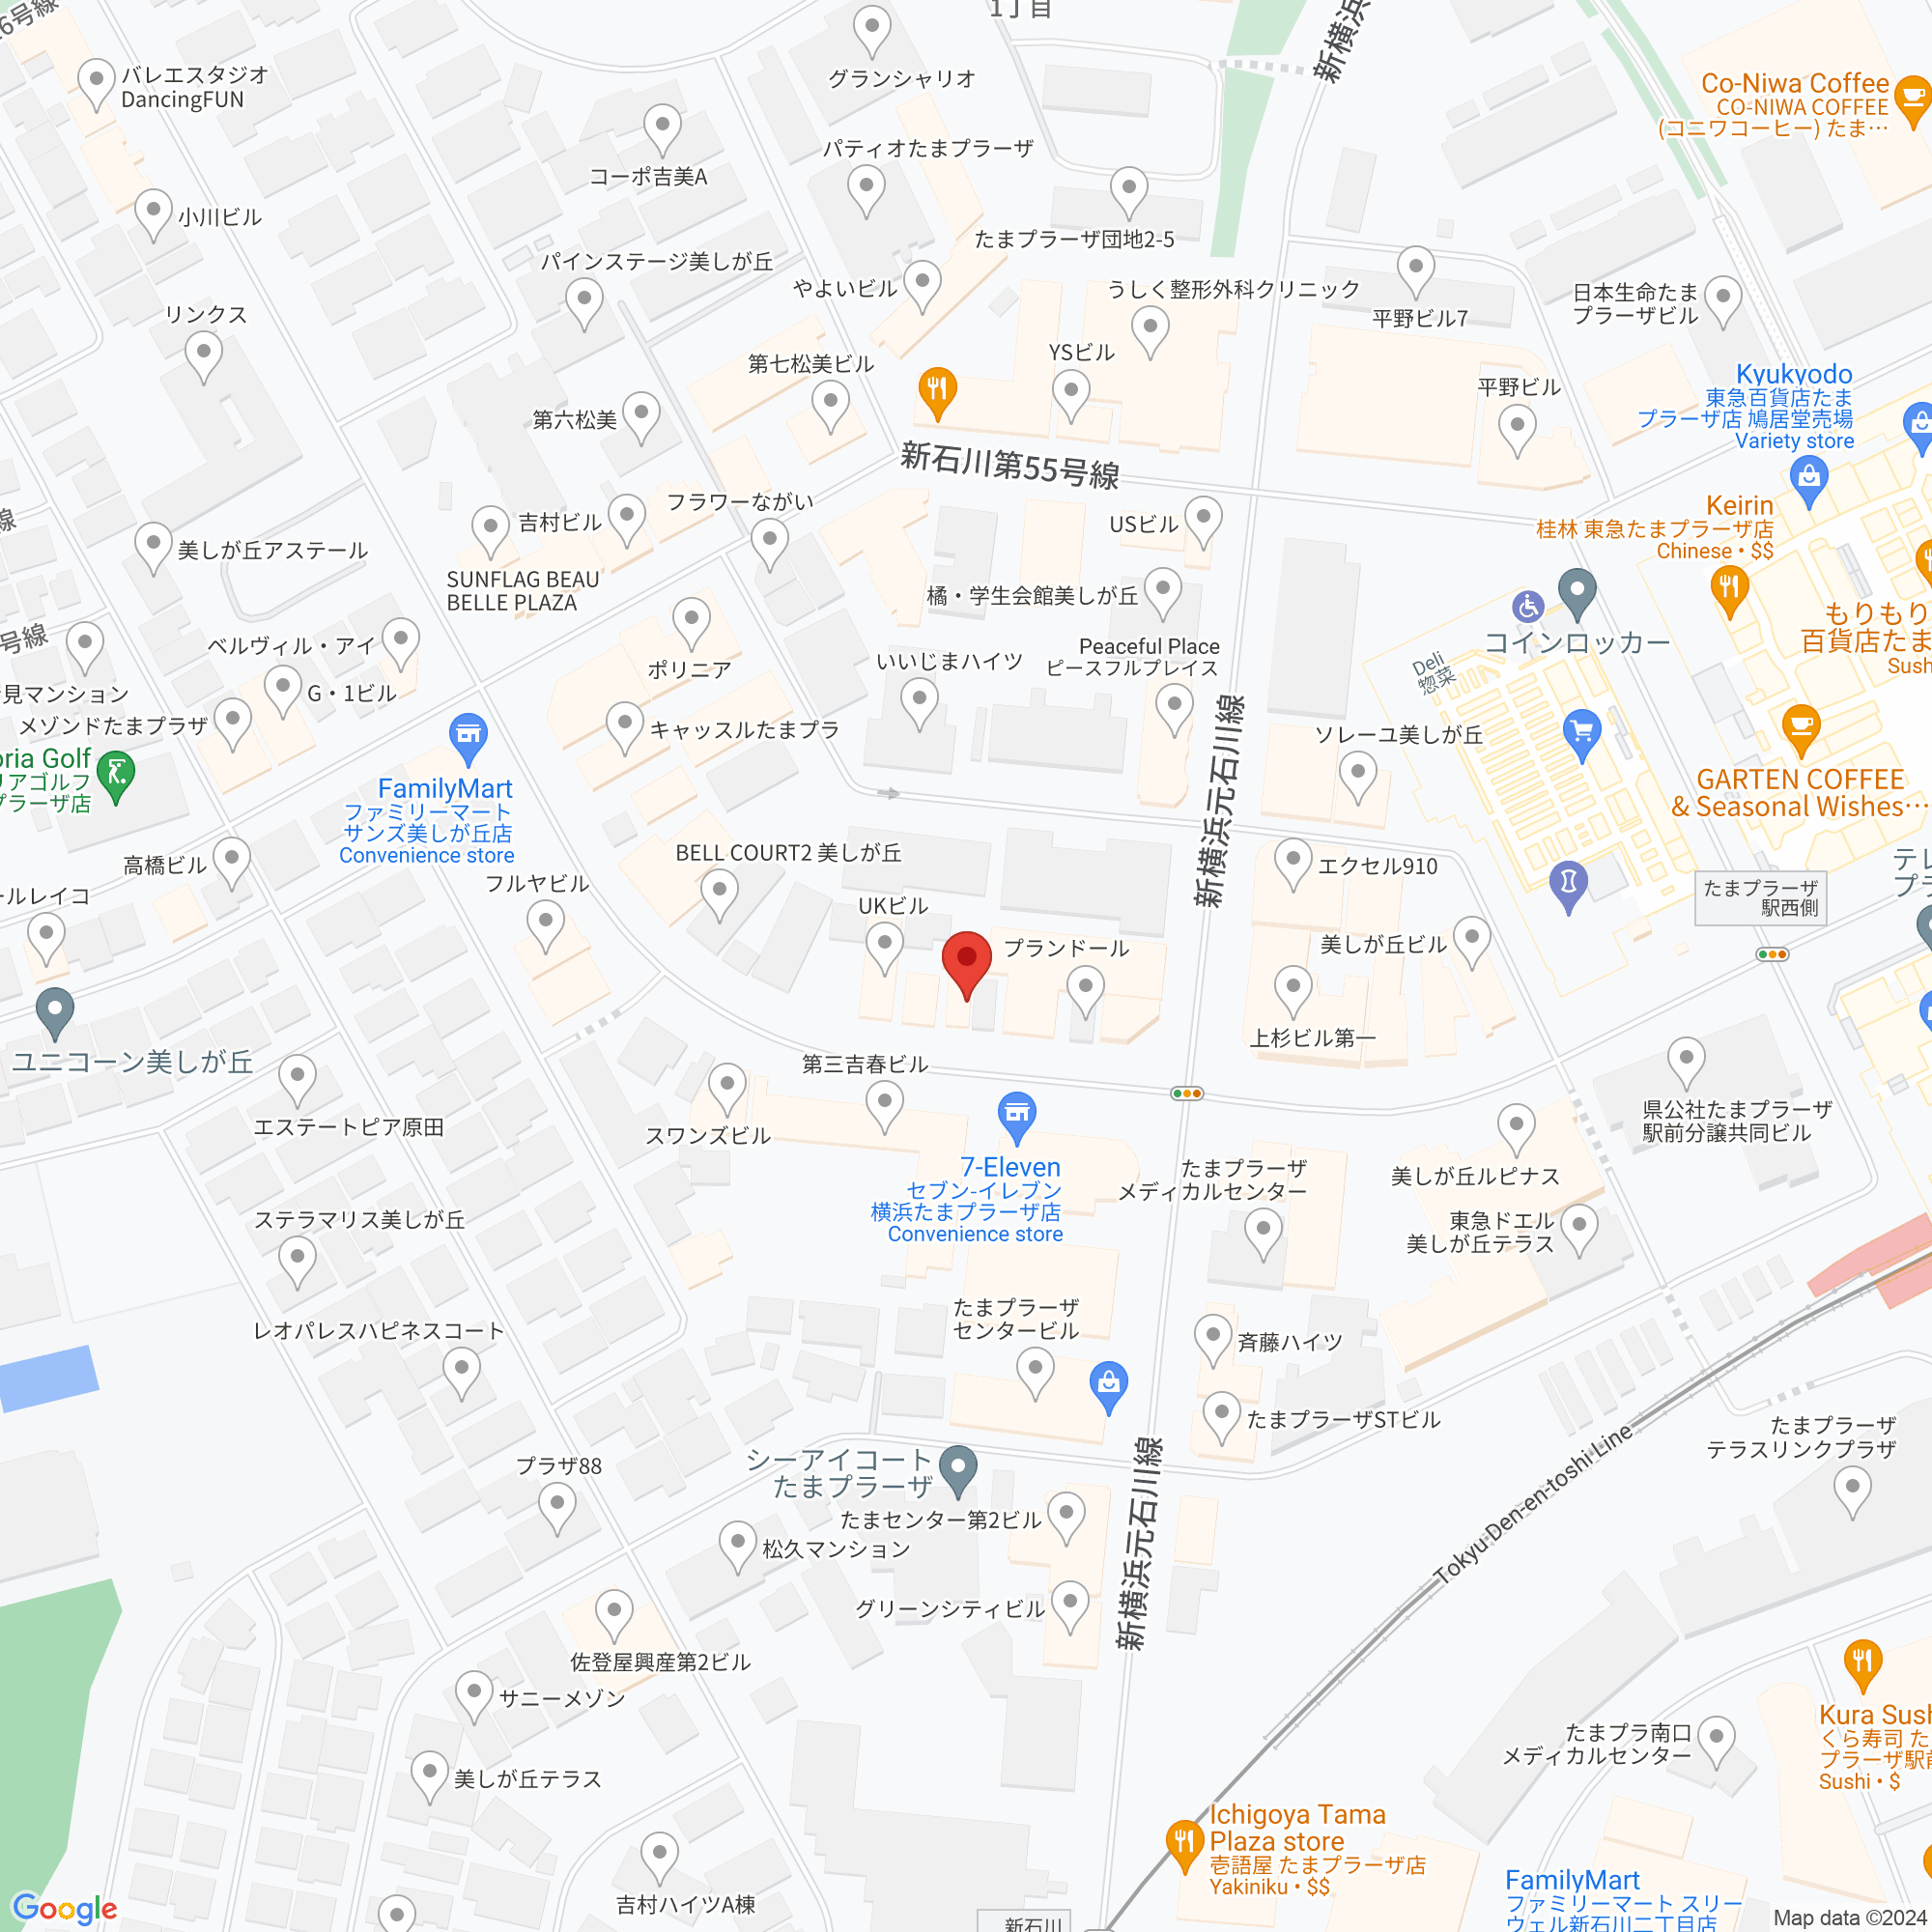 26号線
1丁目
新横浜
バレエスタジオ
DancingFUN
グランシャリオ
Co-Niwa Coffee
CO-NIWA COFFEE
(コニワコーヒー) たま…
コーポ吉美A
パティオたまプラーザ
小川ビル
たまプラーザ団地2-5
パインステージ美しが丘
やよいビル
うしく整形外科クリニック
平野ビル7
日本生命たま
プラーザビル
リンクス
YSビル
第七松美ビル
平野ビル
Kyukyodo
東急百貨店たま
プラーザ店 鳩居堂売場
Variety store
第六松美
新石川第55号線
フラワーながい
吉村ビル
USビル
Keirin
桂林 東急たまプラーザ店
Chinese • $$
美しが丘アステール
SUNFLAG BEAU
BELLE PLAZA
橘・学生会館美しが丘
もりもり
百貨店たま
Sush
号線
ベルヴィル・アイ
Peaceful Place
ピースフルプレイス
コインロッカー
Deli
惣菜
いいじまハイツ
ポリニア
G・1ビル
見マンション
メゾンドたまプラザ
キャッスルたまプラ
ソレーユ美しが丘
oria Golf
リアゴルフ
プラーザ店
FamilyMart
ファミリーマート
サンズ美しが丘店
Convenience store
新横浜元石川線
GARTEN COFFEE
& Seasonal Wishes…
高橋ビル
BELL COURT2 美しが丘
エクセル910
テレ
プラ
フルヤビル
ールレイコ
UKビル
たまプラーザ
駅西側
プランドール
美しが丘ビル
上杉ビル第一
ユニコーン美しが丘
第三吉春ビル
エステートピア原田
スワンズビル
県公社たまプラーザ
駅前分譲共同ビル
7-Eleven
セブン-イレブン
横浜たまプラーザ店
Convenience store
たまプラーザ
メディカルセンター
美しが丘ルピナス
ステラマリス美しが丘
東急ドエル
美しが丘テラス
たまプラーザ
センタービル
レオパレスハピネスコート
斉藤ハイツ
たまプラーザSTビル
たまプラーザ
テラスリンクプラザ
シーアイコート
たまプラーザ
プラザ88
新横浜元石川線
Tokyu Den-en-toshi Line
たまセンター第2ビル
松久マンション
グリーンシティビル
佐登屋興産第2ビル
サニーメゾン
Kura Sush
くら寿司 た
プラーザ駅前
Sushi • $
たまプラ南口
メディカルセンター
美しが丘テラス
Ichigoya Tama
Plaza store
壱語屋 たまプラーザ店
Yakiniku • $$
FamilyMart
ファミリーマート スリー
ウェル新石川二丁目店
吉村ハイツA棟
新石川
Google
Map data ©2024